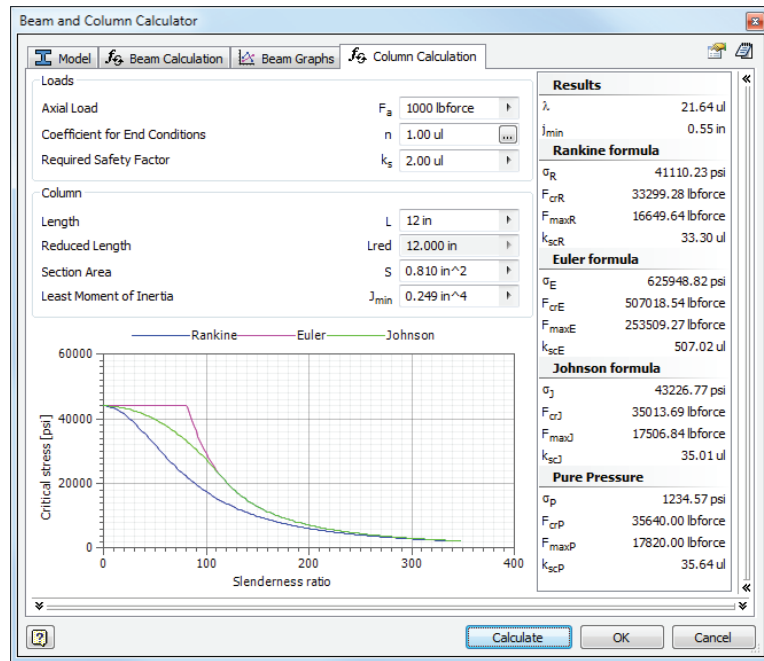 Beam and Column Calculator
Model
Beam Calculation
Beam Graphs
Column Calculation
Loads
Axial Load Fa 1000 lbforce
Coefficient for End Conditions n 1.00 ul ...
Required Safety Factor ks 2.00 ul
Column
Length L 12 in
Reduced Length Lred 12.000 in
Section Area S 0.810 in^2
Least Moment of Inertia Jmin 0.249 in^4
Rankine Euler Johnson
60000
40000
20000
0
Critical stress [psi]
0 100 200 300 400
Slenderness ratio
Results
λ 21.64 ul
jmin 0.55 in
Rankine formula
σR 41110.23 psi
FcrR 33299.28 lbforce
FmaxR 16649.64 lbforce
kscR 33.30 ul
Euler formula
σE 625948.82 psi
FcrE 507018.54 lbforce
FmaxE 253509.27 lbforce
kscE 507.02 ul
Johnson formula
σJ 43226.77 psi
FcrJ 35013.69 lbforce
FmaxJ 17506.84 lbforce
kscJ 35.01 ul
Pure Pressure
σP 1234.57 psi
FcrP 35640.00 lbforce
FmaxP 17820.00 lbforce
kscP 35.64 ul
?
Calculate
OK
Cancel